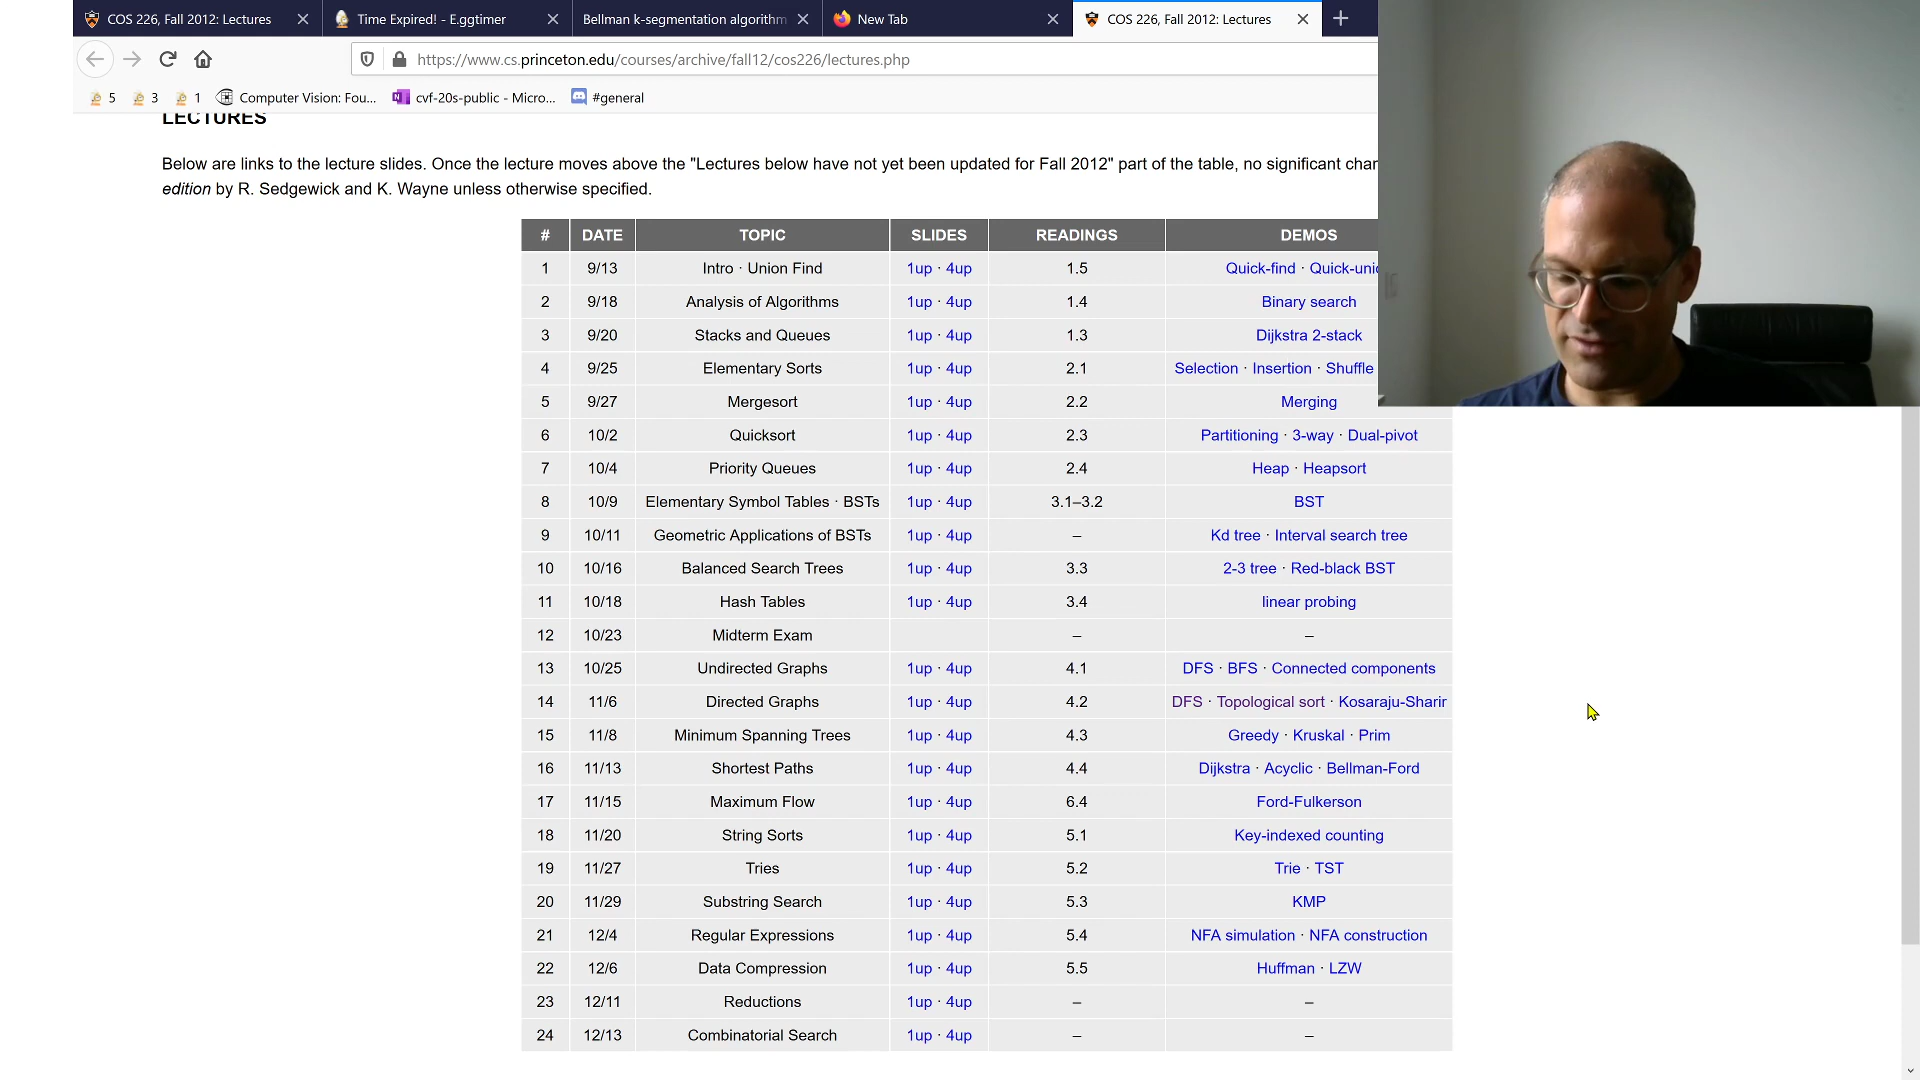 COS 226, Fall 2012: Lectures
Time Expired! - E.ggtimer
Bellman k-segmentation algorithm
New Tab
COS 226, Fall 2012: Lectures
https://www.cs.princeton.edu/courses/archive/fall12/cos226/lectures.php
5 3 1 Computer Vision: Fou... cvf-20s-public - Micro... #general
LECTURES
Below are links to the lecture slides. Once the lecture moves above the "Lectures below have not yet been updated for Fall 2012" part of the table, no significant char
edition by R. Sedgewick and K. Wayne unless otherwise specified.
# DATE TOPIC SLIDES READINGS DEMOS
1 9/13 Intro · Union Find 1up · 4up 1.5 Quick-find · Quick-unio
2 9/18 Analysis of Algorithms 1up · 4up 1.4 Binary search
3 9/20 Stacks and Queues 1up · 4up 1.3 Dijkstra 2-stack
4 9/25 Elementary Sorts 1up · 4up 2.1 Selection · Insertion · Shuffle
5 9/27 Mergesort 1up · 4up 2.2 Merging
6 10/2 Quicksort 1up · 4up 2.3 Partitioning · 3-way · Dual-pivot
7 10/4 Priority Queues 1up · 4up 2.4 Heap · Heapsort
8 10/9 Elementary Symbol Tables · BSTs 1up · 4up 3.1–3.2 BST
9 10/11 Geometric Applications of BSTs 1up · 4up – Kd tree · Interval search tree
10 10/16 Balanced Search Trees 1up · 4up 3.3 2-3 tree · Red-black BST
11 10/18 Hash Tables 1up · 4up 3.4 linear probing
12 10/23 Midterm Exam – –
13 10/25 Undirected Graphs 1up · 4up 4.1 DFS · BFS · Connected components
14 11/6 Directed Graphs 1up · 4up 4.2 DFS · Topological sort · Kosaraju-Sharir
15 11/8 Minimum Spanning Trees 1up · 4up 4.3 Greedy · Kruskal · Prim
16 11/13 Shortest Paths 1up · 4up 4.4 Dijkstra · Acyclic · Bellman-Ford
17 11/15 Maximum Flow 1up · 4up 6.4 Ford-Fulkerson
18 11/20 String Sorts 1up · 4up 5.1 Key-indexed counting
19 11/27 Tries 1up · 4up 5.2 Trie · TST
20 11/29 Substring Search 1up · 4up 5.3 KMP
21 12/4 Regular Expressions 1up · 4up 5.4 NFA simulation · NFA construction
22 12/6 Data Compression 1up · 4up 5.5 Huffman · LZW
23 12/11 Reductions 1up · 4up – –
24 12/13 Combinatorial Search 1up · 4up – –